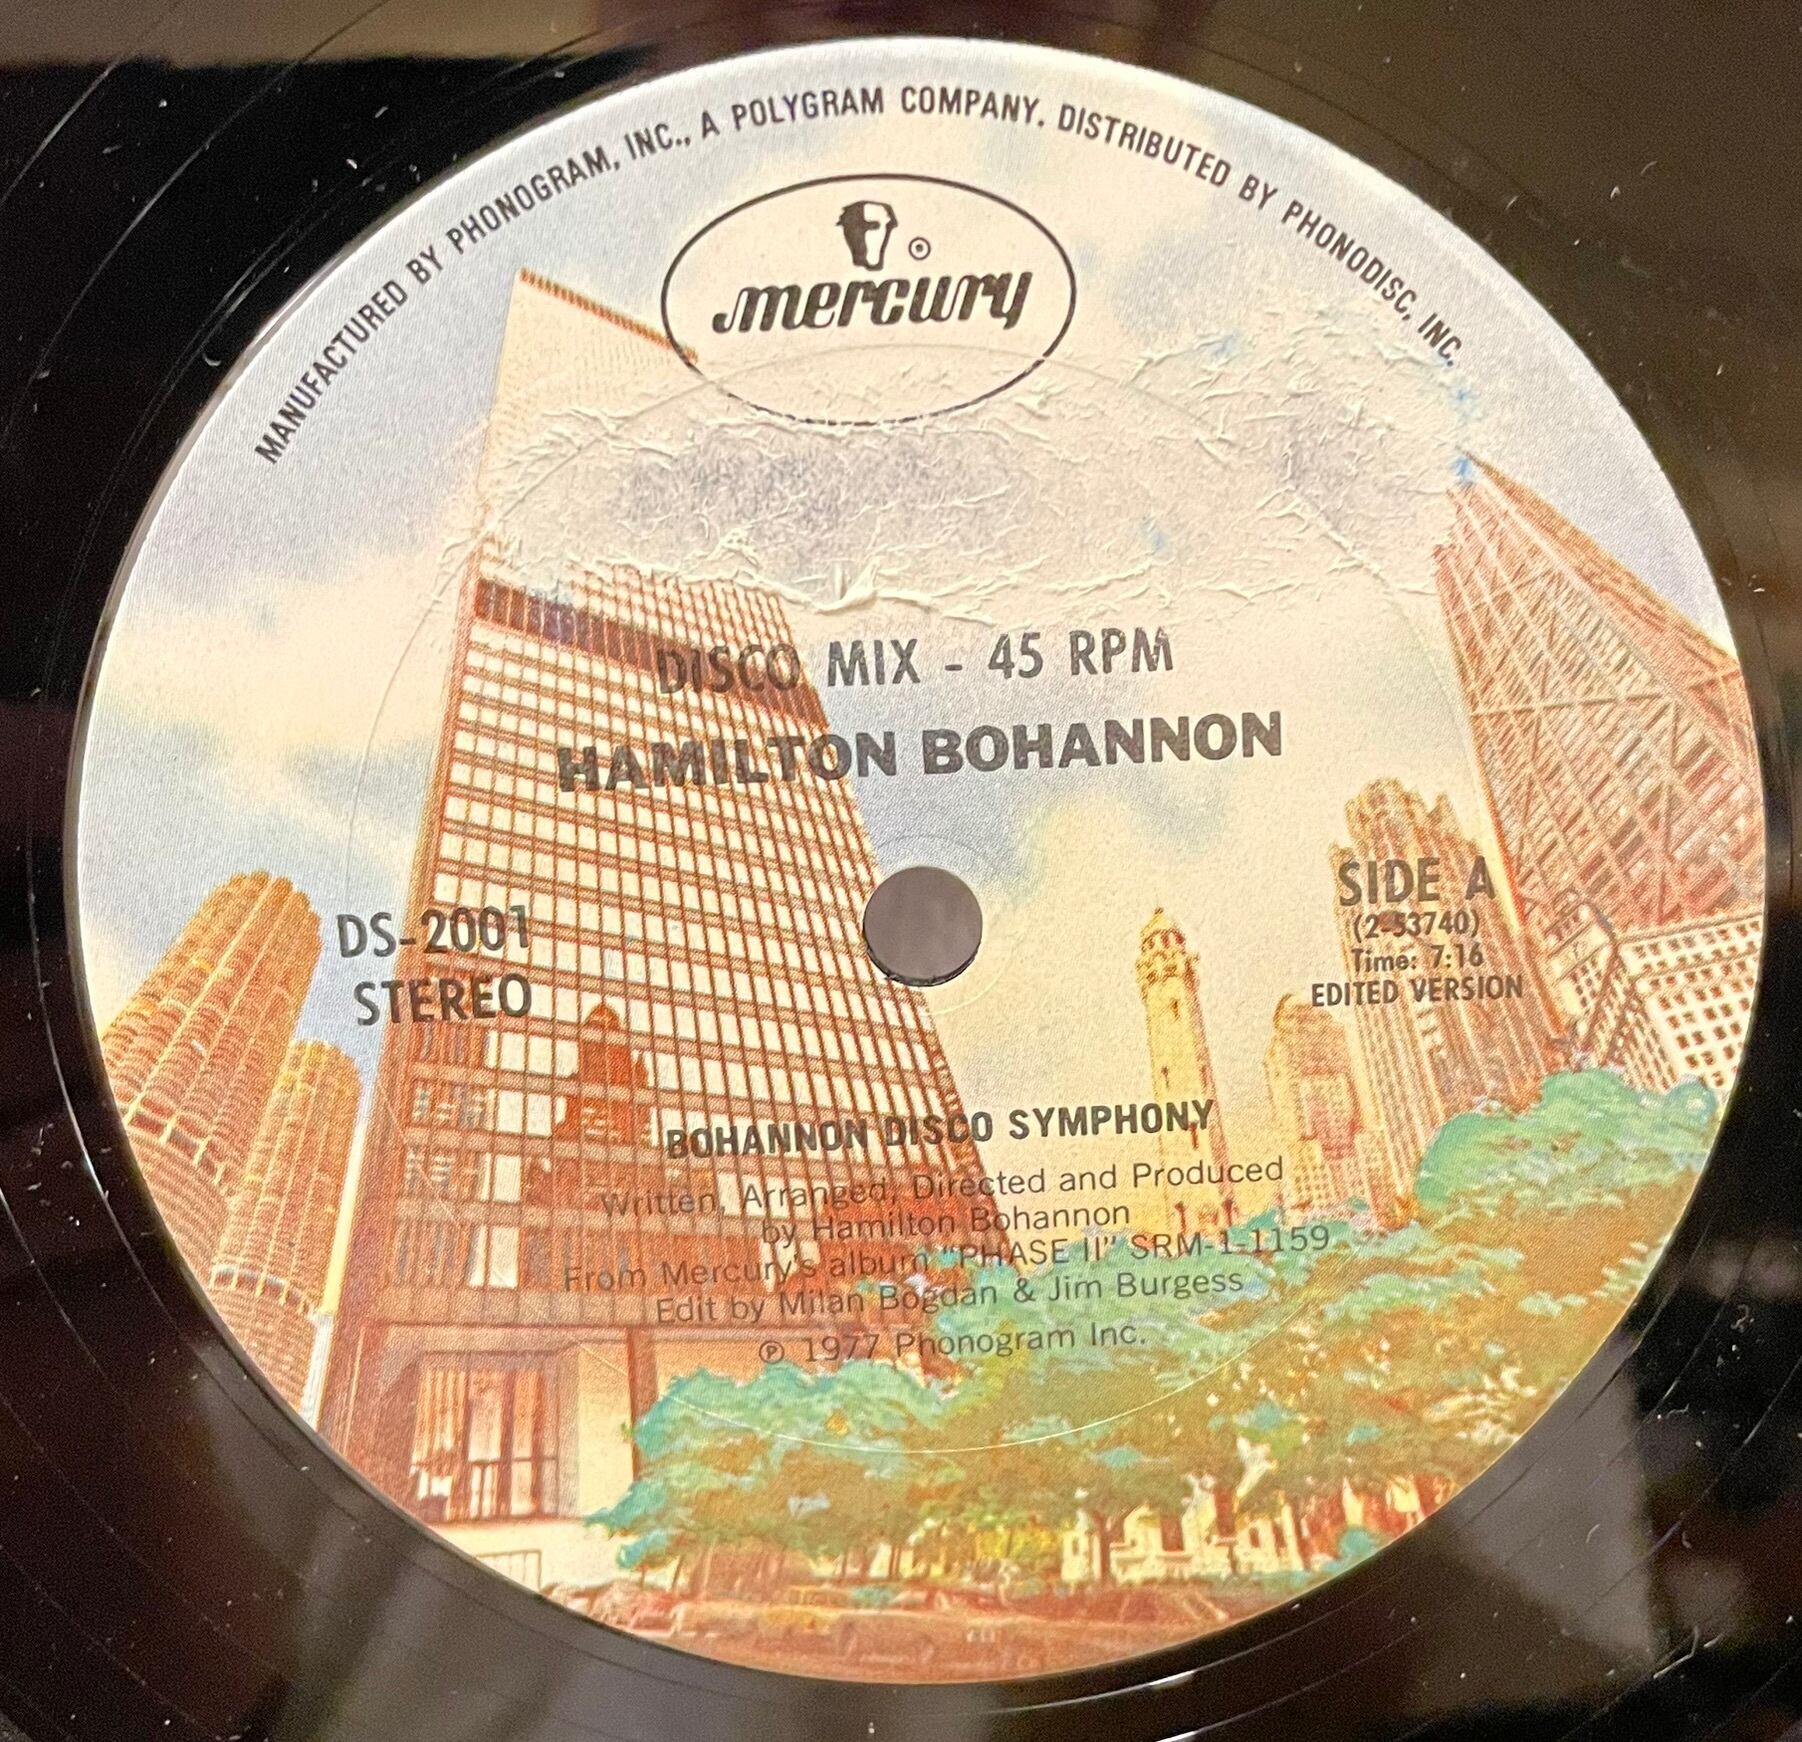 MANUFACTURED BY PHONOGRAM, INC., A POLYGRAM COMPANY. DISTRIBUTED BY PHONODISC, INC.
mercury ®
DISCO MIX - 45 RPM
HAMILTON BOHANNON
DS-2001
STEREO
SIDE A
(2-53740)
Time: 7:16
EDITED VERSION
BOHANNON DISCO SYMPHONY
Written, Arranged, Directed and Produced
by Hamilton Bohannon
From Mercury's album "PHASE II" SRM-1-1159
Edit by Milan Bogdan & Jim Burgess
℗ 1977 Phonogram Inc.